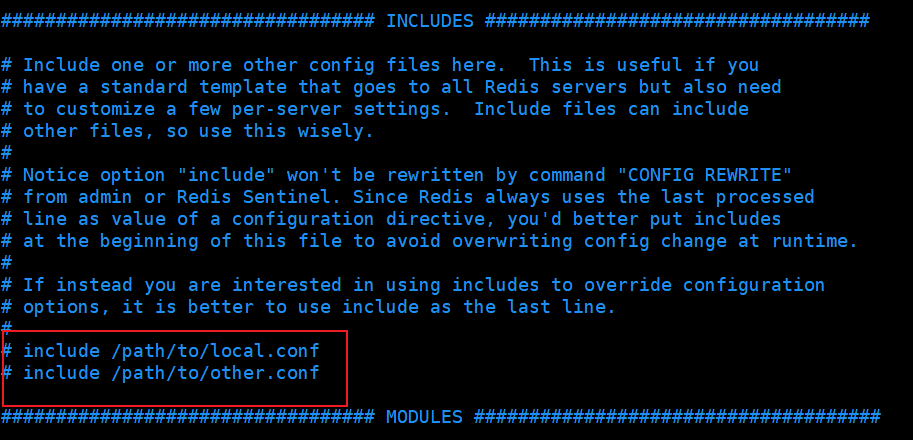 ################################## INCLUDES ###################################
# Include one or more other config files here.  This is useful if you
# have a standard template that goes to all Redis servers but also need
# to customize a few per-server settings.  Include files can include
# other files, so use this wisely.
#
# Notice option "include" won't be rewritten by command "CONFIG REWRITE"
# from admin or Redis Sentinel. Since Redis always uses the last processed
# line as value of a configuration directive, you'd better put includes
# at the beginning of this file to avoid overwriting config change at runtime.
#
# If instead you are interested in using includes to override configuration
# options, it is better to use include as the last line.
#
# include /path/to/local.conf
# include /path/to/other.conf
################################## MODULES #####################################